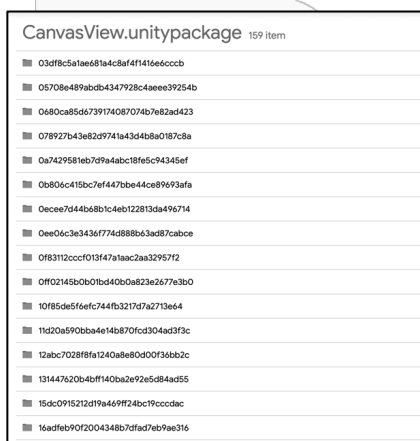 CanvasView.unitypackage 159 item
03df8c5a1ae681a4c8af4f1416e6cccb
05708e489abdb4347928c4aeee39254b
0680ca85d6739174087074b7e82ad423
078927b43e82d9741a43d4b8a0187c8a
0a7429581eb7d9a4abc18fe5c94345ef
0b806c415bc7ef447bbe44ce89693afa
0ecee7d44b68b1c4eb122813da496714
0ee06c3e3436f774d888b63ad87cabce
0f83112cccf013f47a1aac2aa32957f2
0ff02145b0b01bd40b0a823e2677e3b0
10f85de5f6efc744fb3217d7a2713e64
11d20a590bba4e14b870fcd304ad3f3c
12abc7028f8fa1240a8e80d00f36bb2c
131447620b4bff140ba2e92e5d84ad55
15dc0915212d19a469ff24bc19cccdac
16adfeb90f2004348b7dfad7eb9ae316